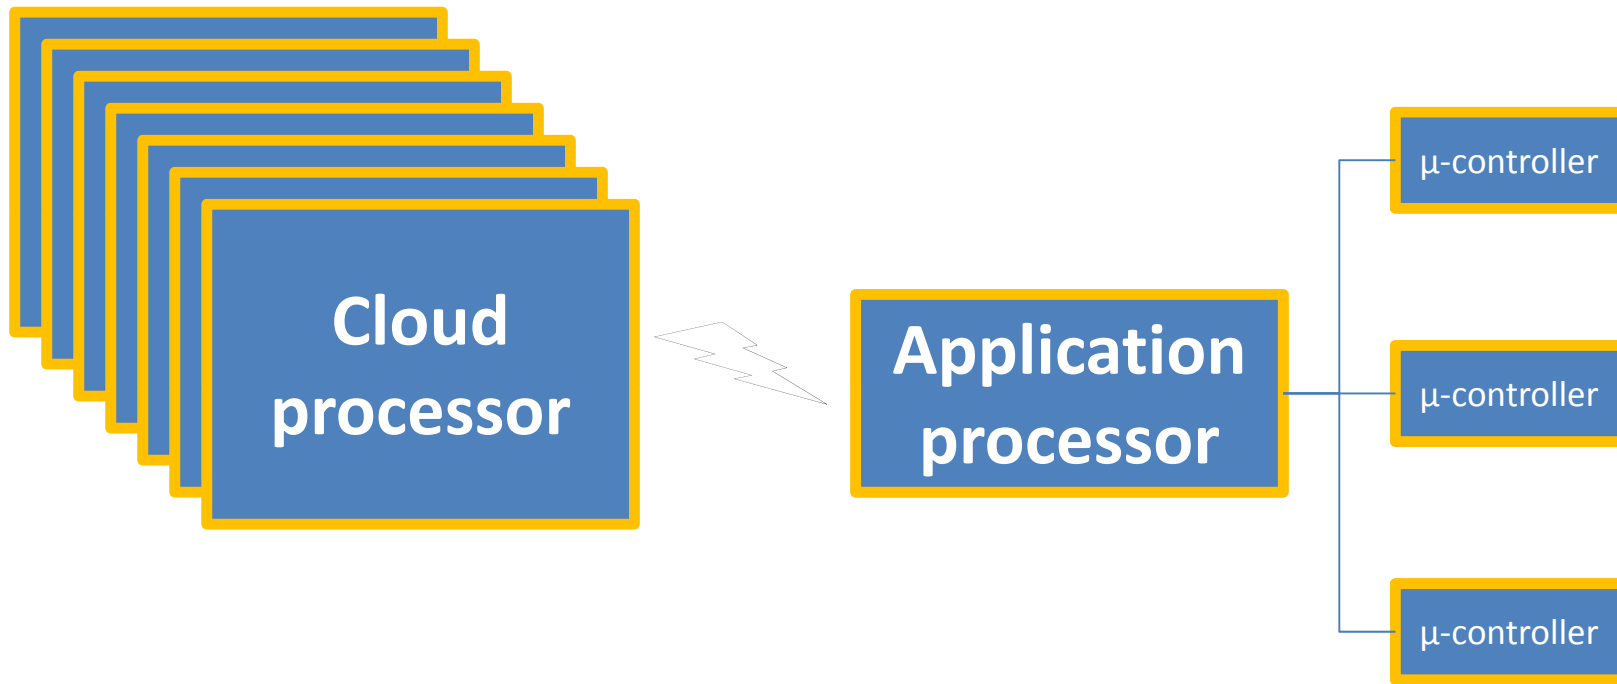 Cloud
processor
Application
processor
μ-controller
μ-controller
μ-controller